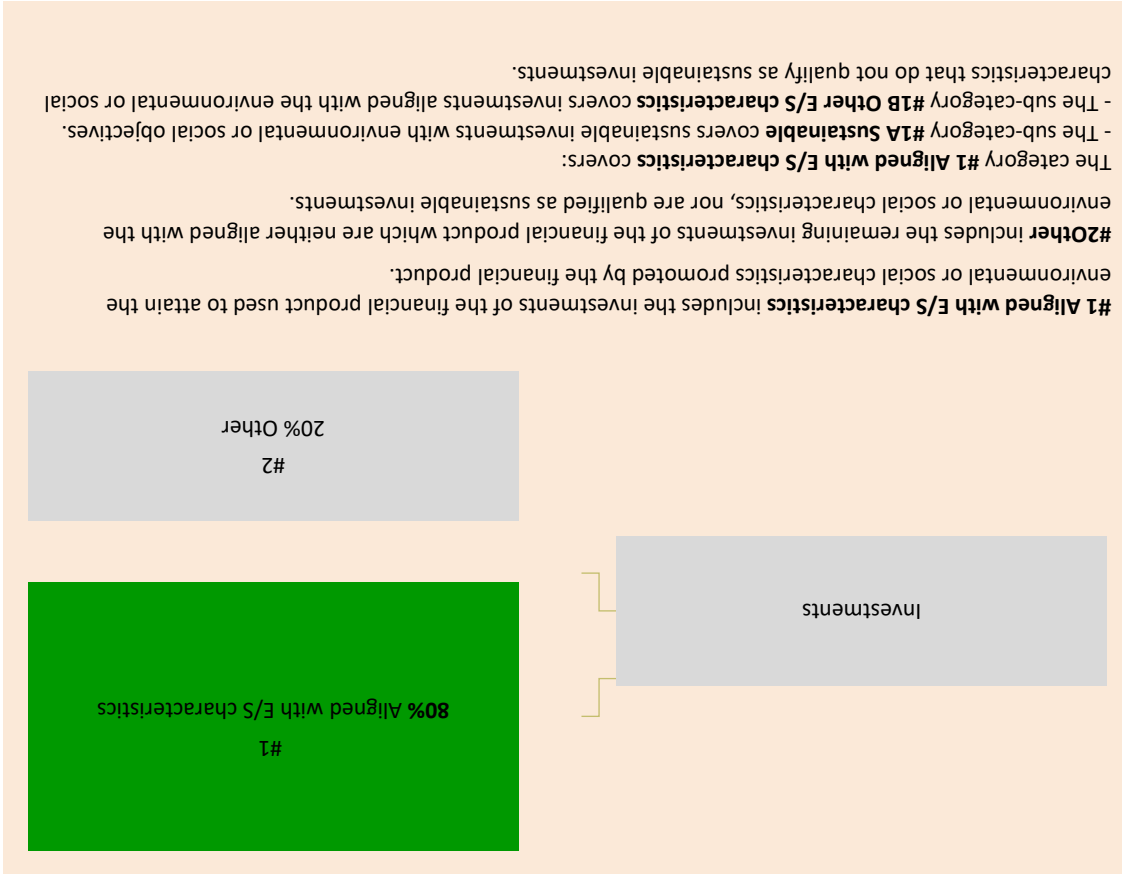 #1
80% Aligned with E/S characteristics
Investments
#2
20% Other
#1 Aligned with E/S characteristics includes the investments of the financial product used to attain the
environmental or social characteristics promoted by the financial product.
#2Other includes the remaining investments of the financial product which are neither aligned with the
environmental or social characteristics, nor are qualified as sustainable investments.
The category #1 Aligned with E/S characteristics covers:
- The sub-category #1A Sustainable covers sustainable investments with environmental or social objectives.
- The sub-category #1B Other E/S characteristics covers investments aligned with the environmental or social
characteristics that do not qualify as sustainable investments.